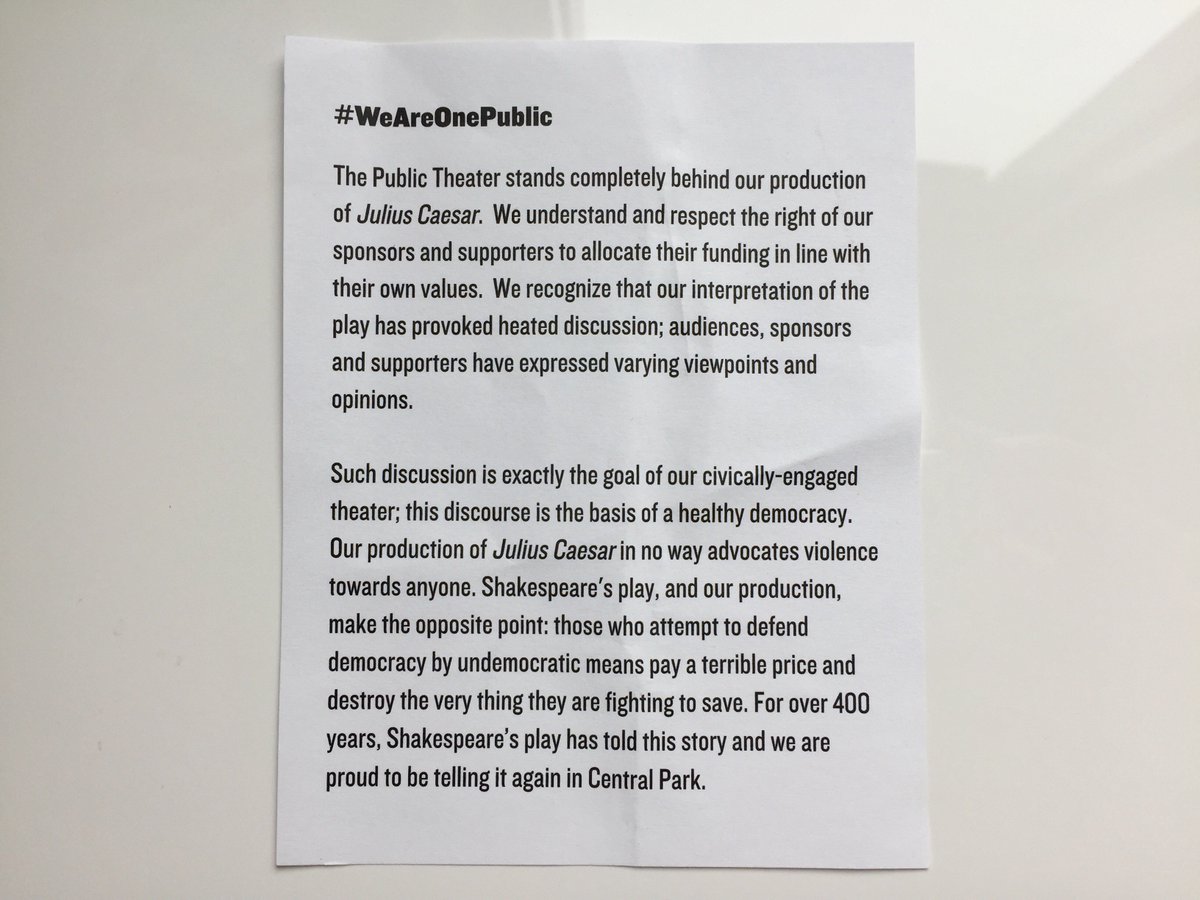 #WeAreOnePublic
The Public Theater stands completely behind our production
of Julius Caesar.  We understand and respect the right of our
sponsors and supporters to allocate their funding in line with
their own values.  We recognize that our interpretation of the
play has provoked heated discussion; audiences, sponsors
and supporters have expressed varying viewpoints and
opinions.
Such discussion is exactly the goal of our civically-engaged
theater; this discourse is the basis of a healthy democracy.
Our production of Julius Caesar in no way advocates violence
towards anyone. Shakespeare's play, and our production,
make the opposite point: those who attempt to defend
democracy by undemocratic means pay a terrible price and
destroy the very thing they are fighting to save. For over 400
years, Shakespeare's play has told this story and we are
proud to be telling it again in Central Park.